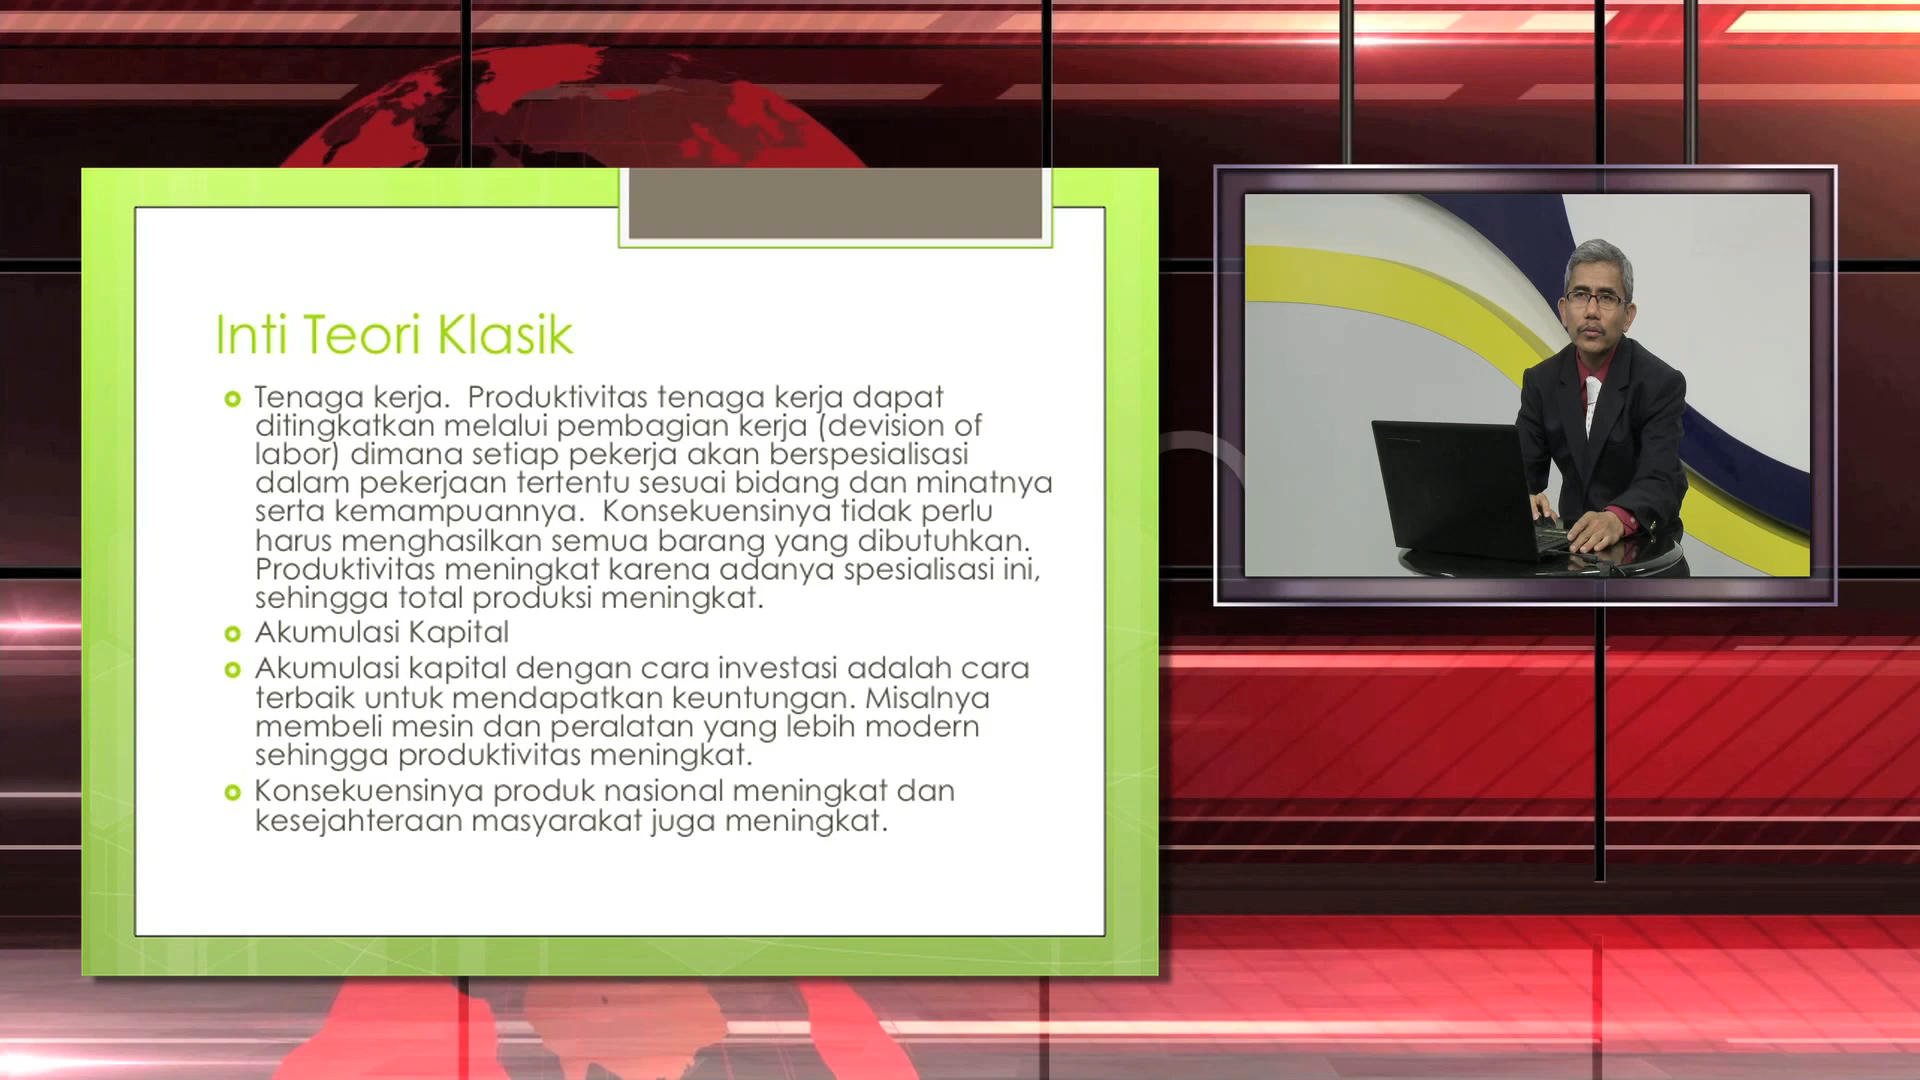 Inti Teori Klasik
Tenaga kerja.  Produktivitas tenaga kerja dapat
ditingkatkan melalui pembagian kerja (devision of
labor) dimana setiap pekerja akan berspesialisasi
dalam pekerjaan tertentu sesuai bidang dan minatnya
serta kemampuannya.  Konsekuensinya tidak perlu
harus menghasilkan semua barang yang dibutuhkan.
Produktivitas meningkat karena adanya spesialisasi ini,
sehingga total produksi meningkat.
Akumulasi Kapital
Akumulasi kapital dengan cara investasi adalah cara
terbaik untuk mendapatkan keuntungan. Misalnya
membeli mesin dan peralatan yang lebih modern
sehingga produktivitas meningkat.
Konsekuensinya produk nasional meningkat dan
kesejahteraan masyarakat juga meningkat.